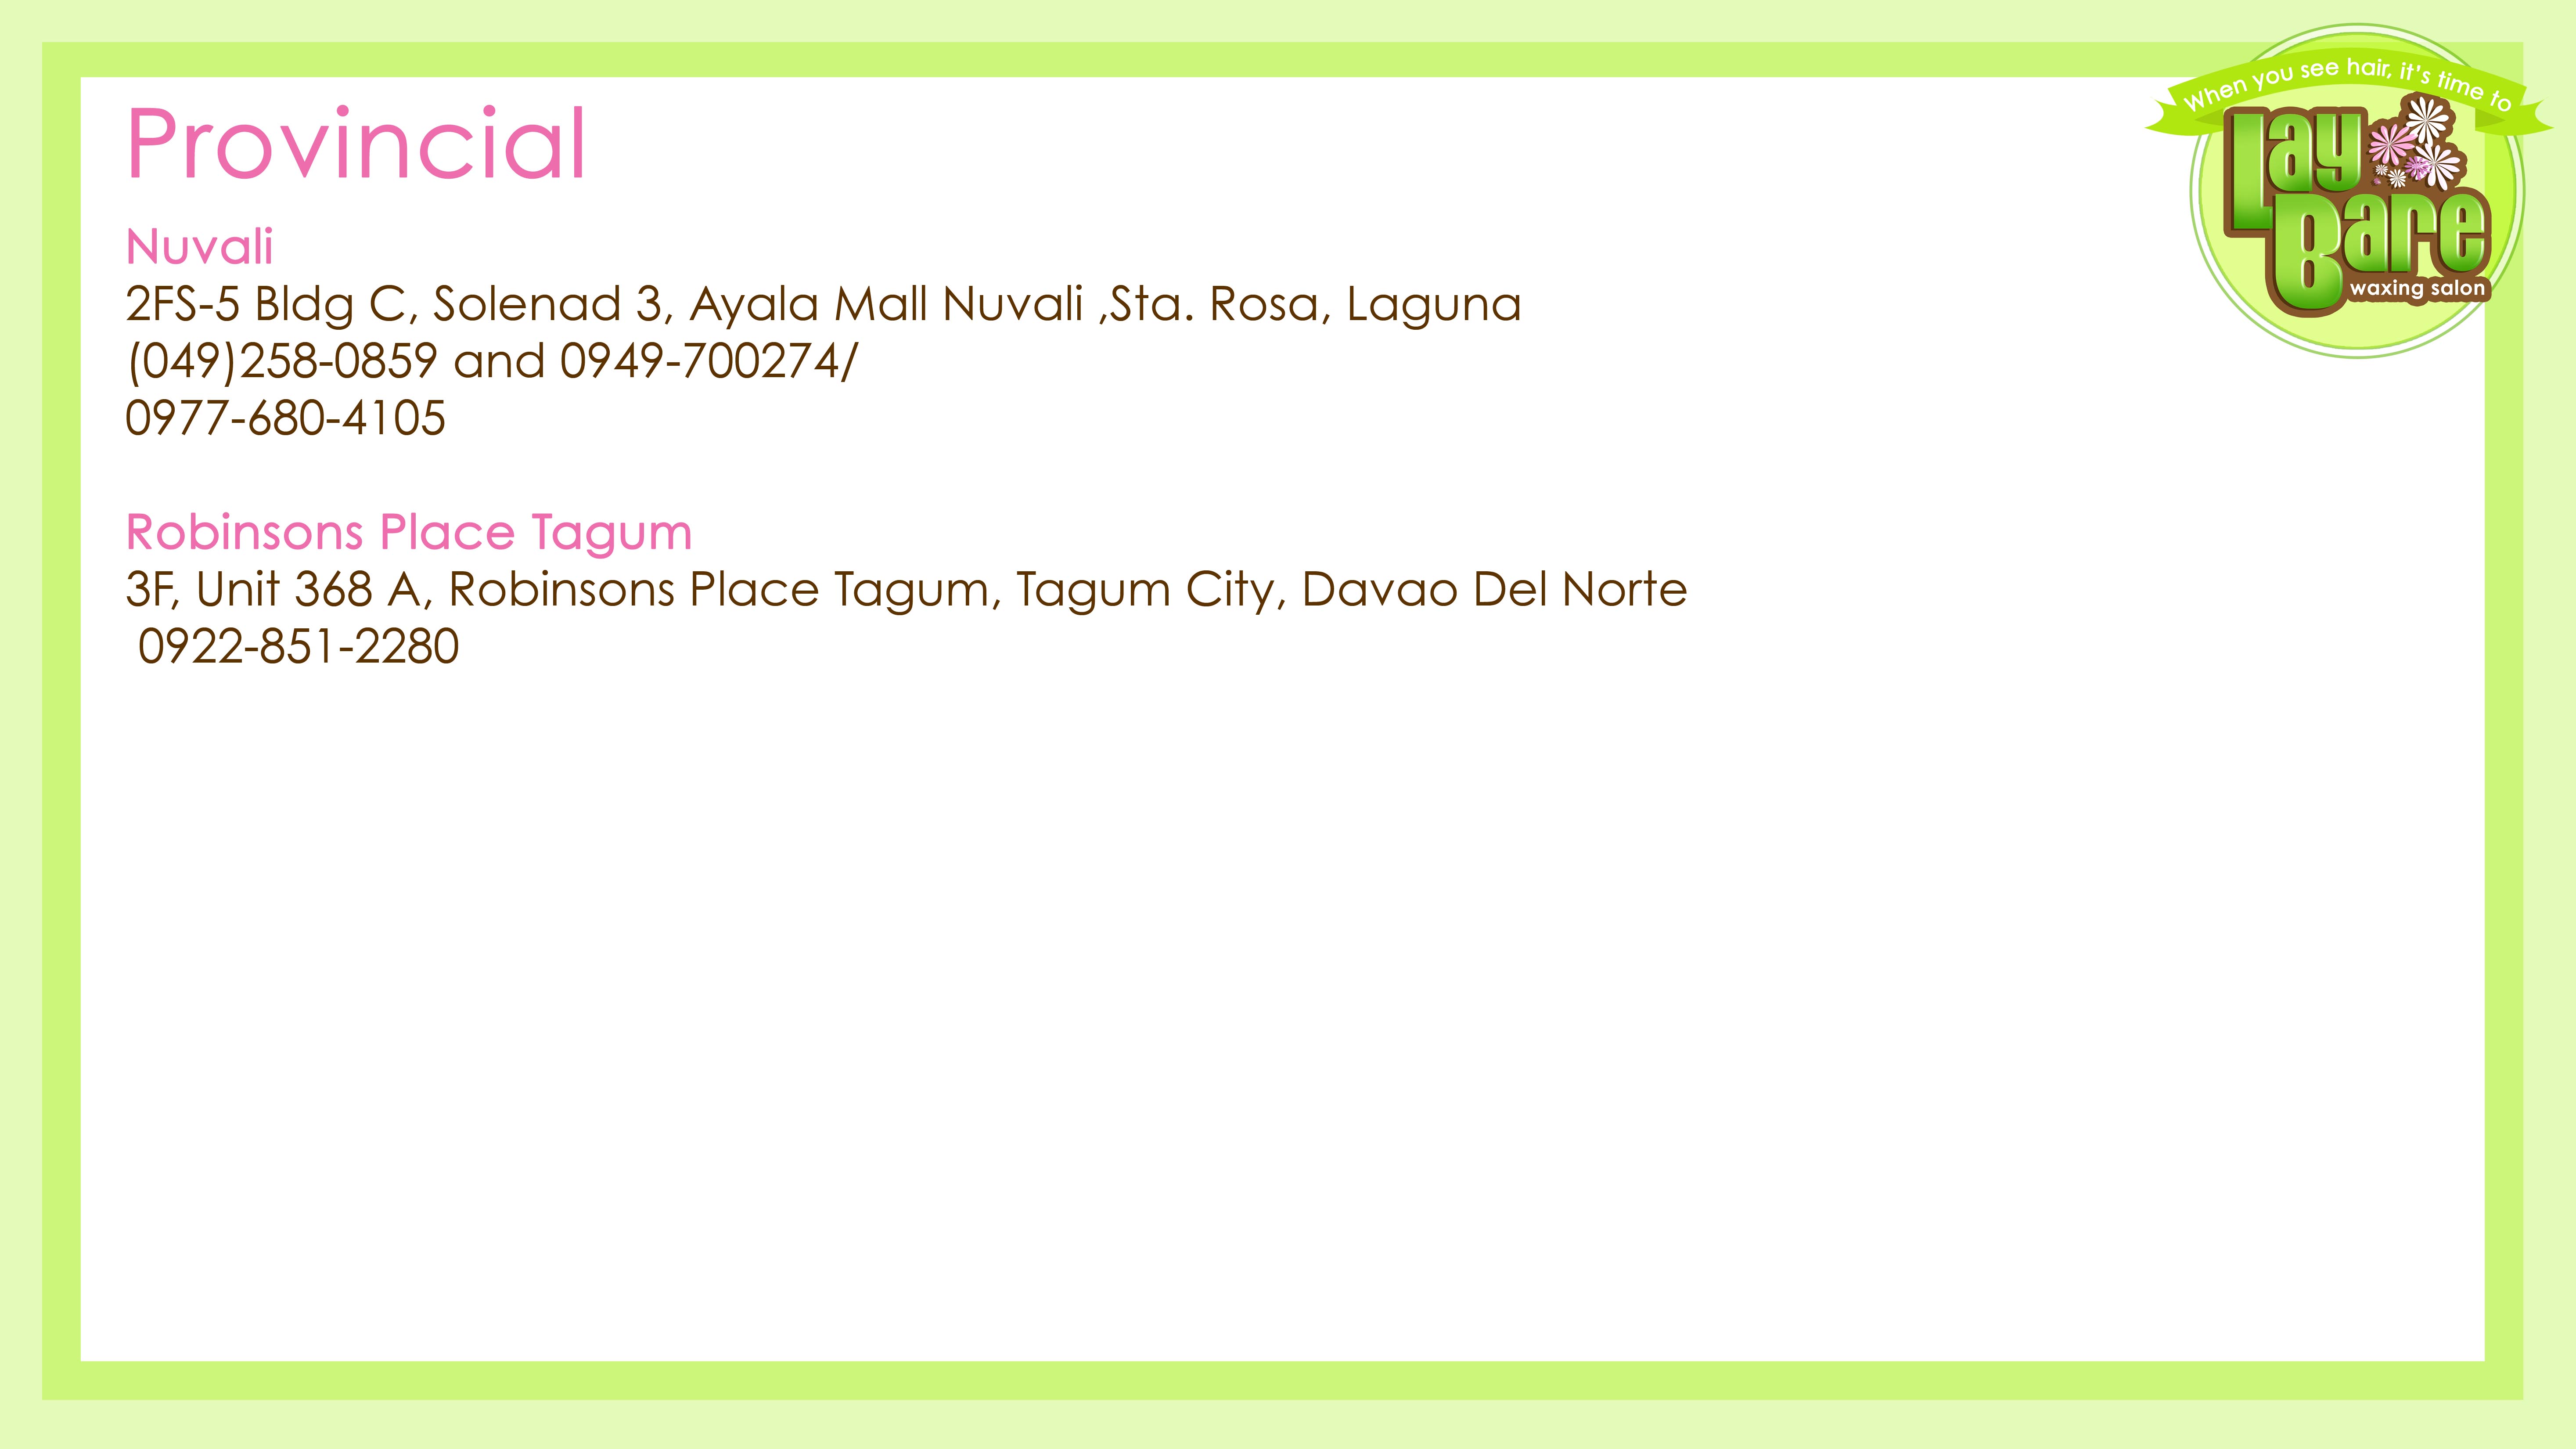 Provincial
When you see hair, it's time to
Lay
Bare
waxing salon
Nuvali
2FS-5 Bldg C, Solenad 3, Ayala Mall Nuvali ,Sta. Rosa, Laguna
(049)258-0859 and 0949-700274/
0977-680-4105
Robinsons Place Tagum
3F, Unit 368 A, Robinsons Place Tagum, Tagum City, Davao Del Norte
0922-851-2280